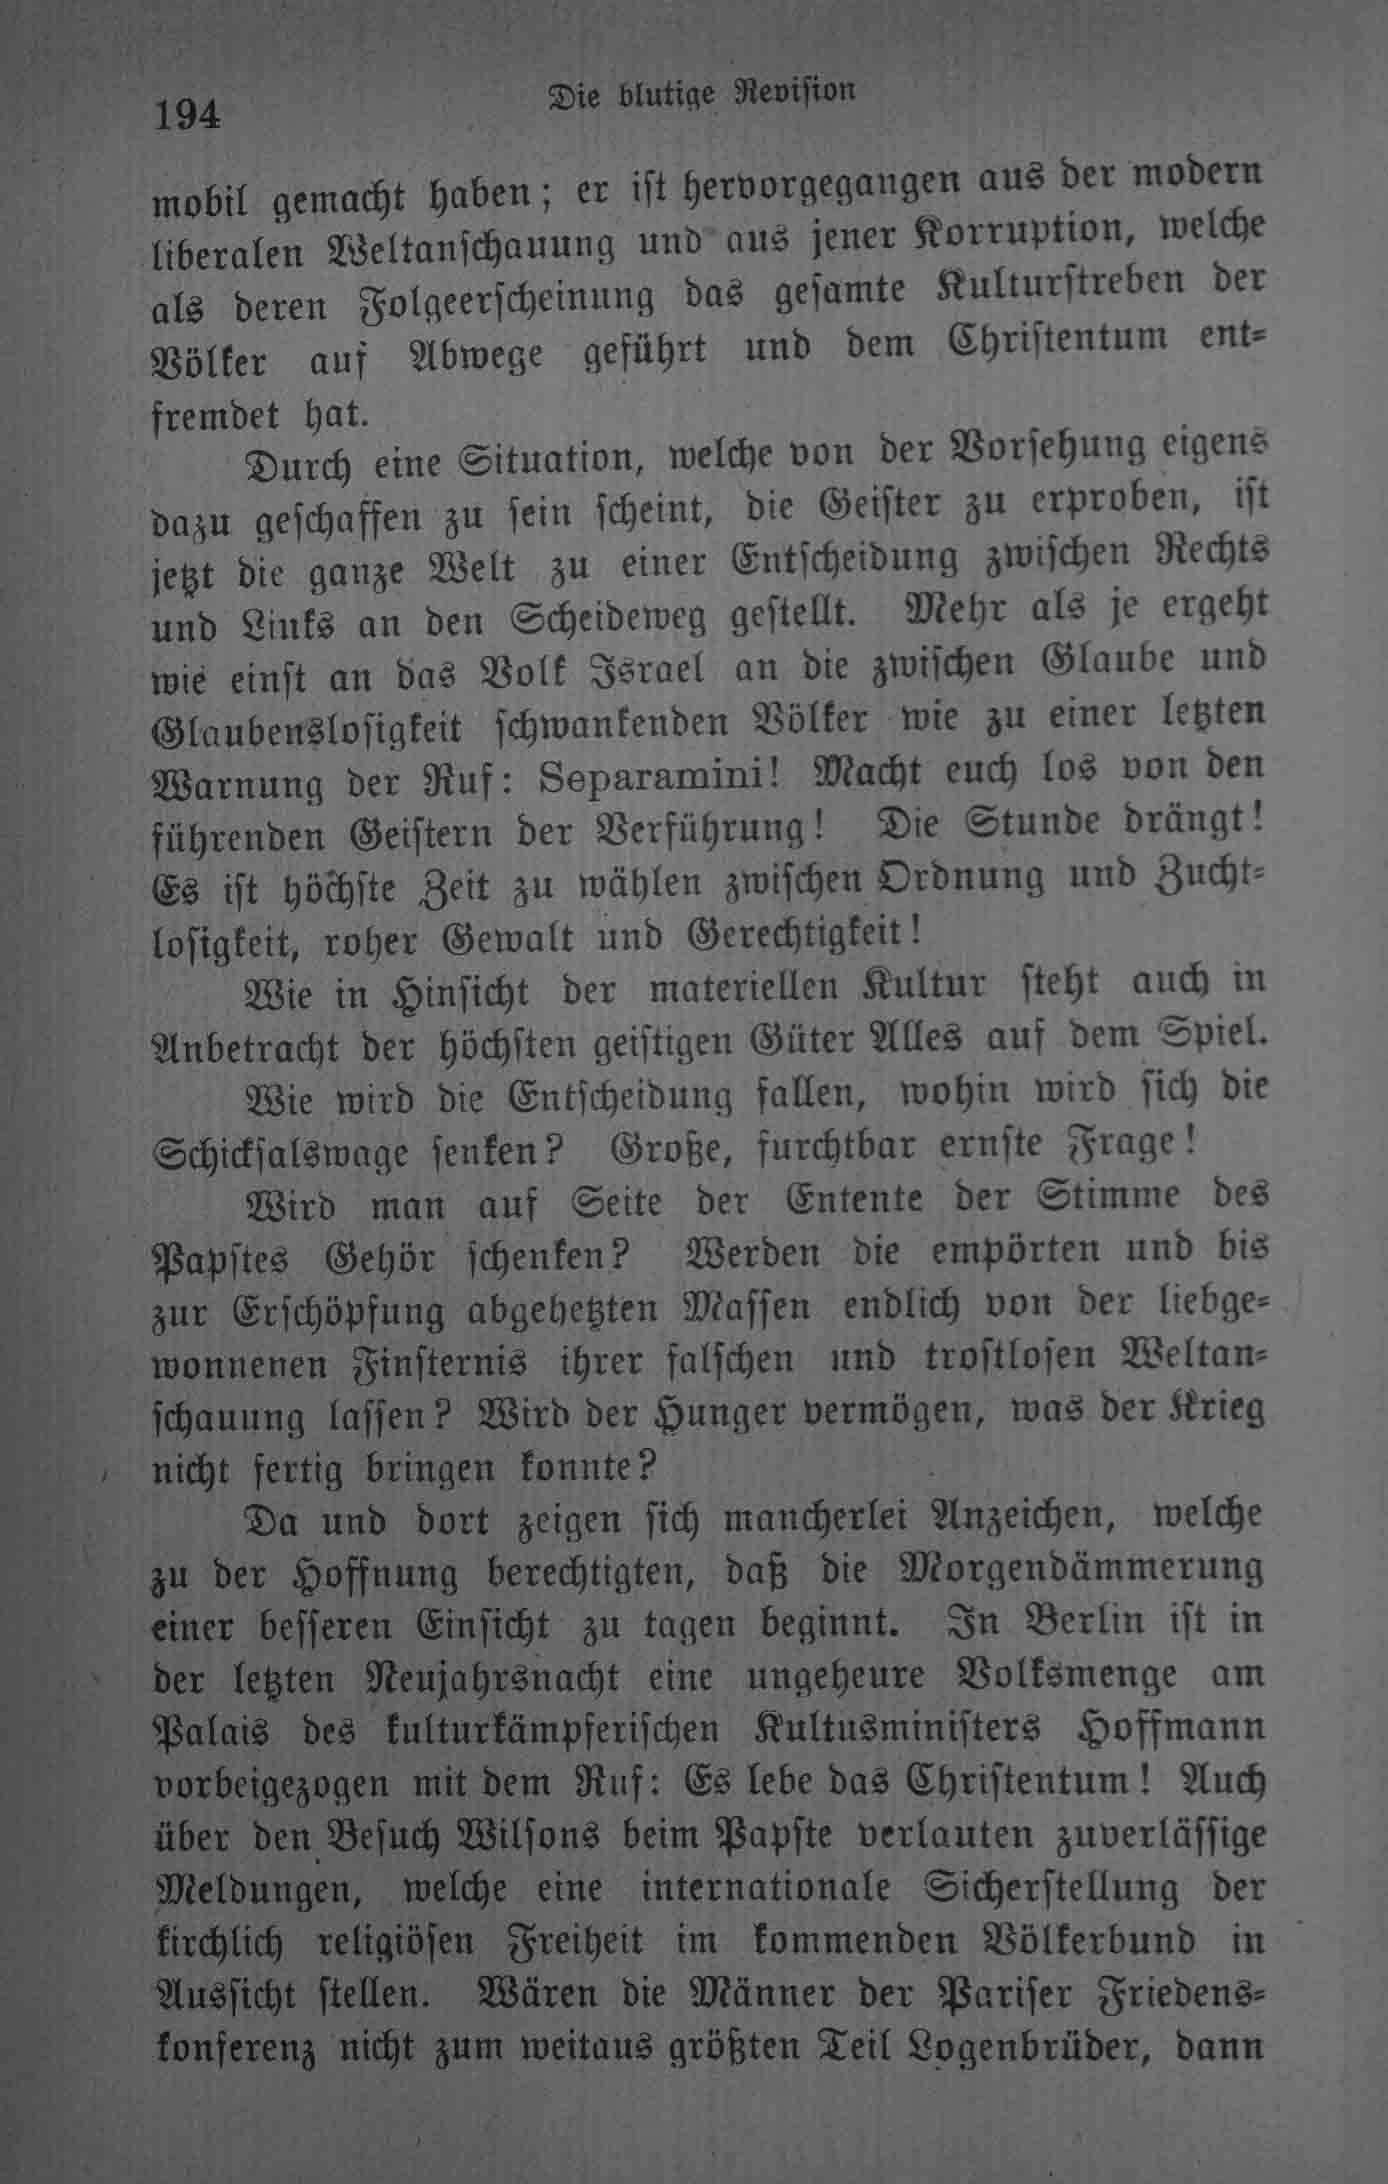 194
Die blutige Revision
mobil gemacht haben; er ist hervorgegangen aus der modern
liberalen Weltanschauung und aus jener Korruption, welche
als deren Folgeerscheinung das gesamte Kulturstreben der
Völker auf Abwege geführt und dem Christentum ent-
fremdet hat.
Durch eine Situation, welche von der Vorsehung eigens
dazu geschaffen zu sein scheint, die Geister zu erproben, ist
jetzt die ganze Welt zu einer Entscheidung zwischen Rechts
und Links an den Scheideweg gestellt. Mehr als je ergeht
wie einst an das Volk Israel an die zwischen Glaube und
Glaubenslosigkeit schwankenden Völker wie zu einer letzten
Warnung der Ruf: Separamini! Macht euch los von den
führenden Geistern der Verführung! Die Stunde drängt!
Es ist höchste Zeit zu wählen zwischen Ordnung und Zucht-
losigkeit, roher Gewalt und Gerechtigkeit!
Wie in Hinsicht der materiellen Kultur steht auch in
Anbetracht der höchsten geistigen Güter Alles auf dem Spiel.
Wie wird die Entscheidung fallen, wohin wird sich die
Schicksalswage senken? Große, furchtbar ernste Frage!
Wird man auf Seite der Entente der Stimme des
Papstes Gehör schenken? Werden die empörten und bis
zur Erschöpfung abgehetzten Massen endlich von der liebge-
wonnenen Finsternis ihrer falschen und trostlosen Weltan-
schauung lassen? Wird der Hunger vermögen, was der Krieg
nicht fertig bringen konnte?
Da und dort zeigen sich mancherlei Anzeichen, welche
zu der Hoffnung berechtigten, daß die Morgendämmerung
einer besseren Einsicht zu tagen beginnt. In Berlin ist in
der letzten Neujahrsnacht eine ungeheure Volksmenge am
Palais des kulturkämpferischen Kultusministers Hoffmann
vorbeigezogen mit dem Ruf: Es lebe das Christentum! Auch
über den Besuch Wilsons beim Papste verlauten zuverlässige
Meldungen, welche eine internationale Sicherstellung der
kirchlich religiösen Freiheit im kommenden Völkerbund in
Aussicht stellen. Wären die Männer der Pariser Friedens-
konferenz nicht zum weitaus größten Teil Logenbrüder, dann